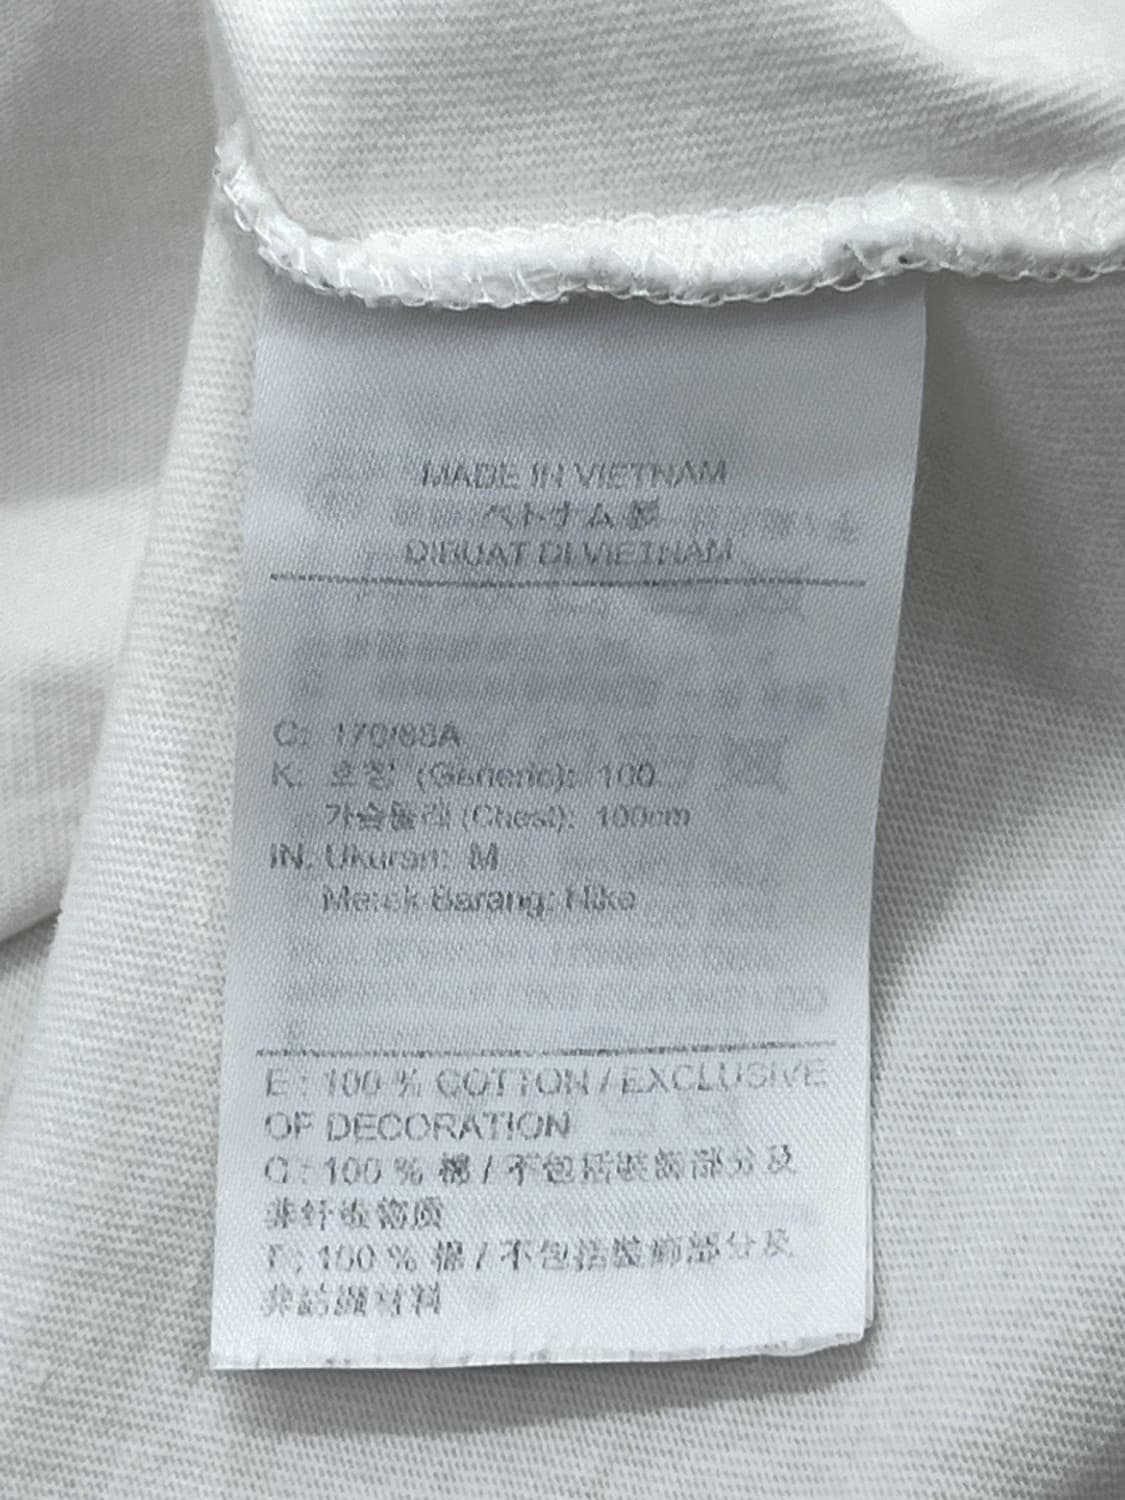 MADE IN VIETNAM
ベトナム製
DIBUAT DI VIETNAM
C: 170/88A
K: 호칭 (Generic): 100
가슴둘레 (Chest): 100cm
IN: Ukuran: M
Merek Barang: Nike
E : 100 % COTTON / EXCLUSIVE
OF DECORATION
C : 100 % 棉 / 不包括装饰部分及
非纤维物质
T : 100 % 棉 / 不包括裝飾部分及
非紡織材料